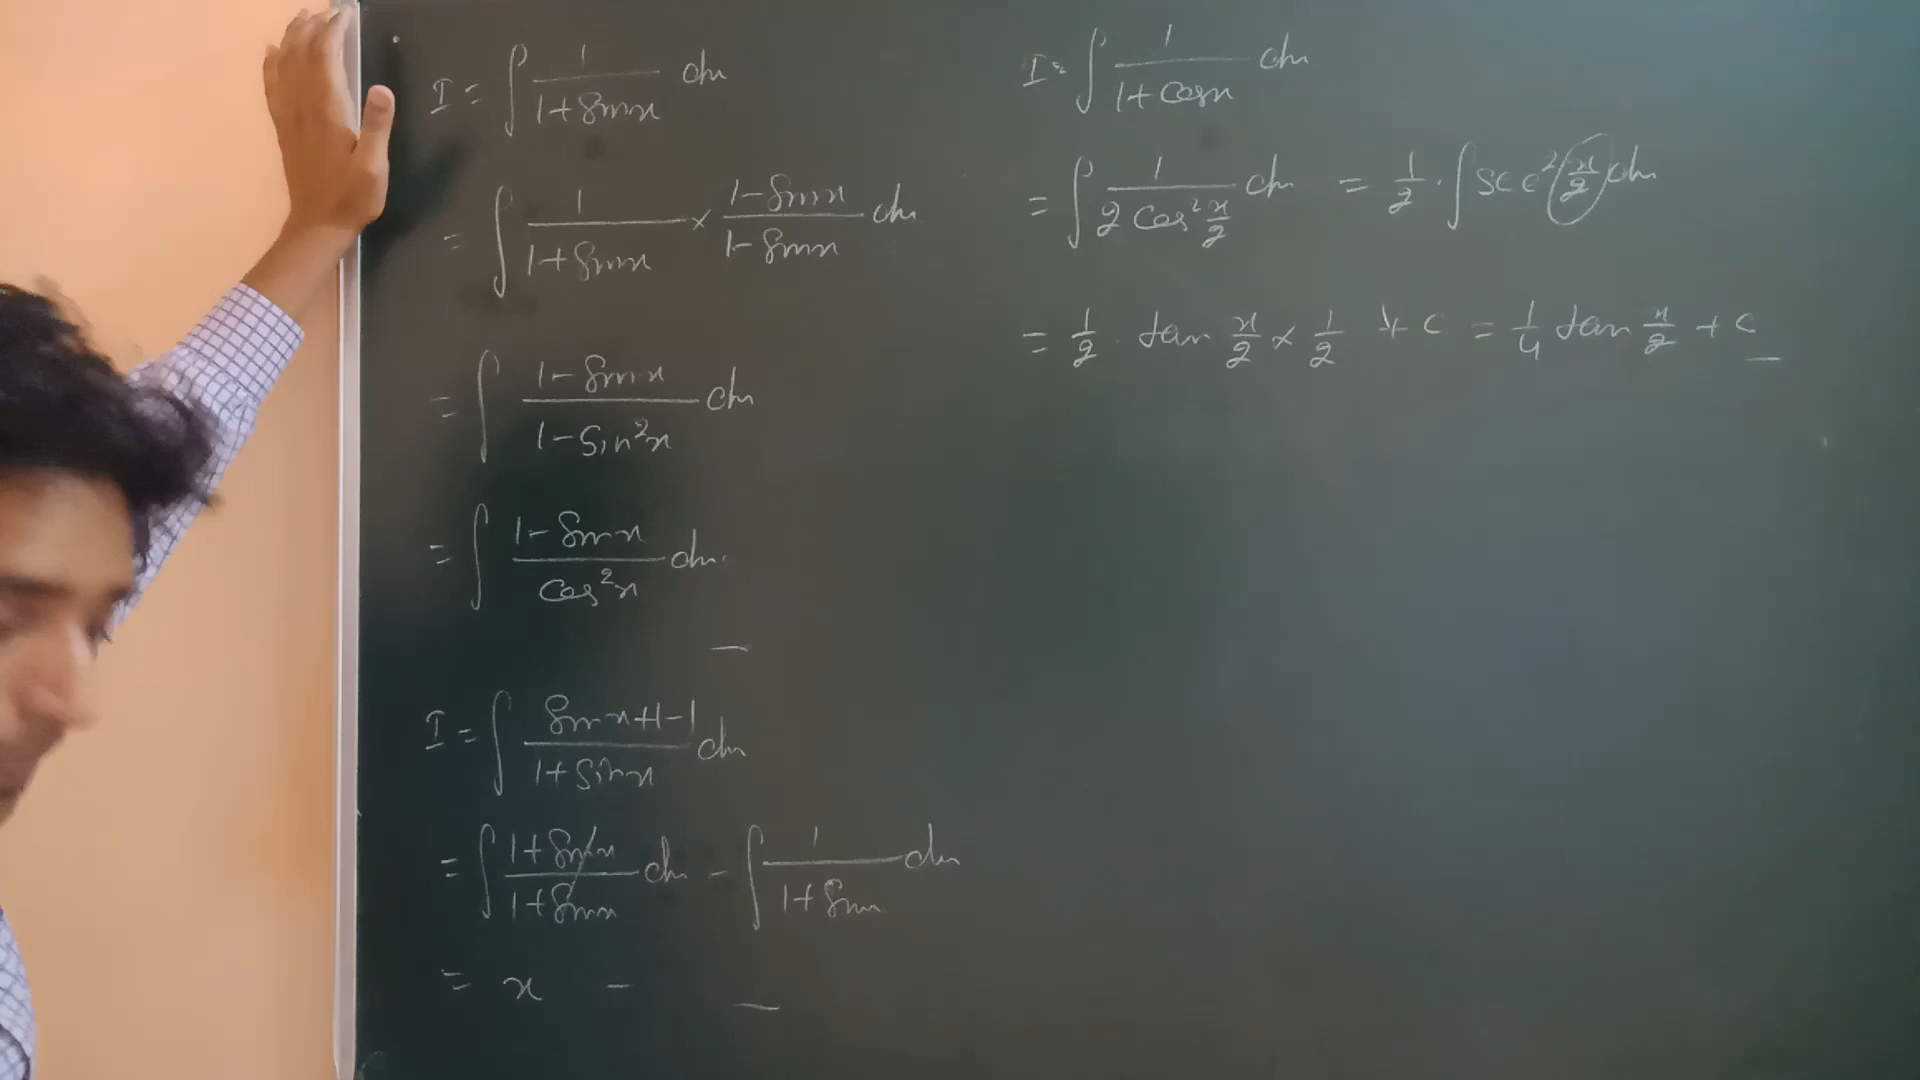 I = ∫ 1/(1+sinx) dx
= ∫ 1/(1+sinx) × (1-sinx)/(1-sinx) dx
= ∫ (1-sinx)/(1-sin²x) dx
= ∫ (1-sinx)/(cos²x) dx.
—
I = ∫ (sinx+1-1)/(1+sinx) dx
= ∫ (1+sinx)/(1+sinx) dx - ∫ 1/(1+sinx) dx
= x - —
I = ∫ 1/(1+cosx) dx
= ∫ 1/(2 cos² x/2) dx = 1/2 · ∫ sec² (x/2) dx
= 1/2 . tan x/2 × 1/2 + c = 1/4 tan x/2 + c